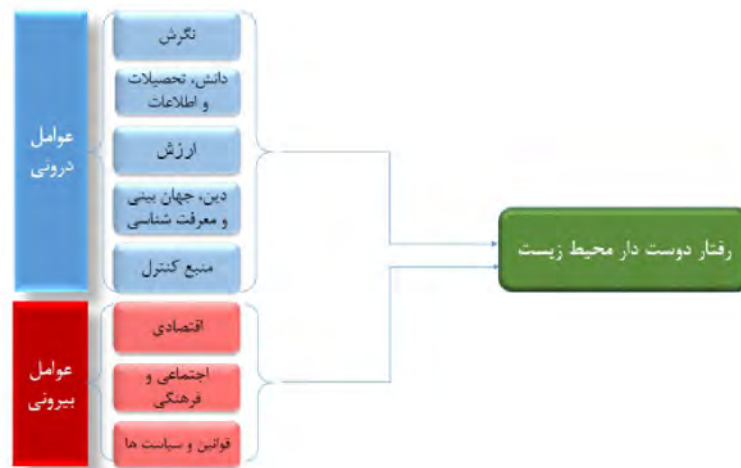 عوامل
درونی
نگرش
دانش، تحصیلات
و اطلاعات
ارزش
دین، جهان بینی
و معرفت شناسی
منبع کنترل
عوامل
بیرونی
اقتصادی
اجتماعی و
فرهنگی
قوانین و سیاست ها
رفتار دوست دار محیط زیست